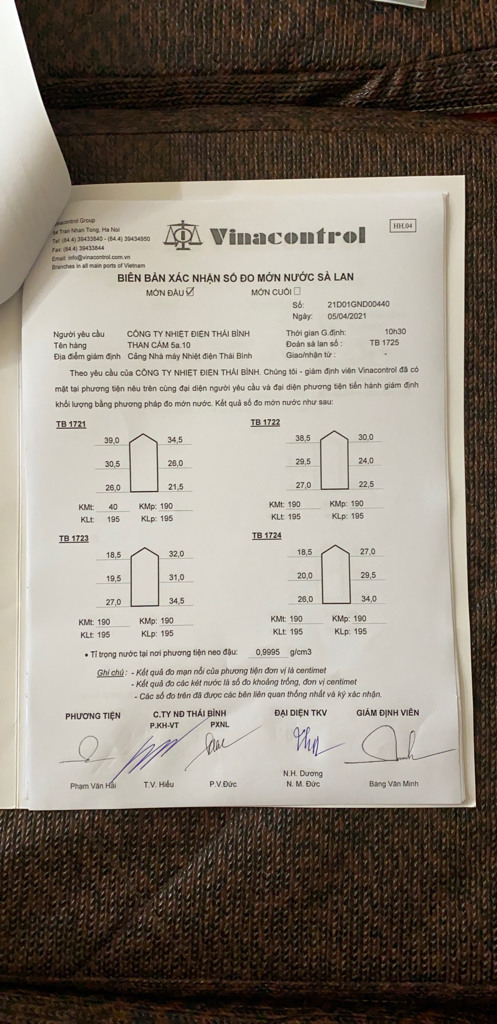 Vinacontrol Group
54 Tran Nhan Tong, Ha Noi
Tel: (84.4) 39433840 - (84.4) 39434950
Fax: (84.4) 39433844
Email: info@vinacontrol.com.vn
Branches in all main ports of Vietnam
Vinacontrol
HH.04
BIÊN BẢN XÁC NHẬN SỐ ĐO MỚN NƯỚC SÀ LAN
MỚN ĐẦU ☑ MỚN CUỐI ☐
Số: 21D01GND00440
Ngày: 05/04/2021
Người yêu cầu CÔNG TY NHIỆT ĐIỆN THÁI BÌNH Thời gian G.định: 10h30
Tên hàng THAN CÁM 5a.10 Đoàn sà lan số : TB 1725
Địa điểm giám định Cảng Nhà máy Nhiệt điện Thái Bình Giao/nhận từ : -
Theo yêu cầu của CÔNG TY NHIỆT ĐIỆN THÁI BÌNH. Chúng tôi - giám định viên Vinacontrol đã có
mặt tại phương tiện nêu trên cùng đại diện người yêu cầu và đại diện phương tiện tiến hành giám định
khối lượng bằng phương pháp đo mớn nước. Kết quả số đo mớn nước như sau:
TB 1721 TB 1722
39,0 34,5 38,5 30,0
30,5 26,0 29,5 24,0
26,0 21,5 27,0 22,5
KMt: 40 KMp: 190 KMt: 190 KMp: 190
KLt: 195 KLp: 195 KLt: 195 KLp: 195
TB 1723 TB 1724
18,5 32,0 18,5 27,0
19,5 31,0 20,0 29,5
27,0 34,5 26,0 34,0
KMt: 190 KMp: 190 KMt: 190 KMp: 190
KLt: 195 KLp: 195 KLt: 195 KLp: 195
• Tỉ trọng nước tại nơi phương tiện neo đậu: 0,9995 g/cm3
Ghi chú : - Kết quả đo mạn nổi của phương tiện đơn vị là centimet
- Kết quả đo các két nước là số đo khoảng trống, đơn vị centimet
- Các số đo trên đã được các bên liên quan thống nhất và ký xác nhận.
PHƯƠNG TIỆN C.TY NĐ THÁI BÌNH ĐẠI DIỆN TKV GIÁM ĐỊNH VIÊN
P.KH-VT PXNL
Phạm Văn Hải T.V. Hiếu P.V.Đức N.H. Dương Bàng Văn Minh
N. M. Đức